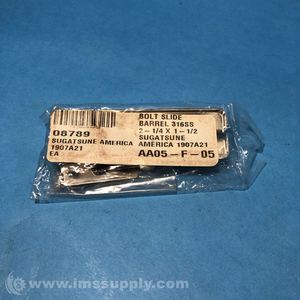 08789
SUGATSUNE AMERICA
1907A21
EA
BOLT SLIDE
BARREL 316SS
2-1/4 X 1-1/2
SUGATSUNE
AMERICA 1907A21
AA05-F-05
© www.imssupply.com